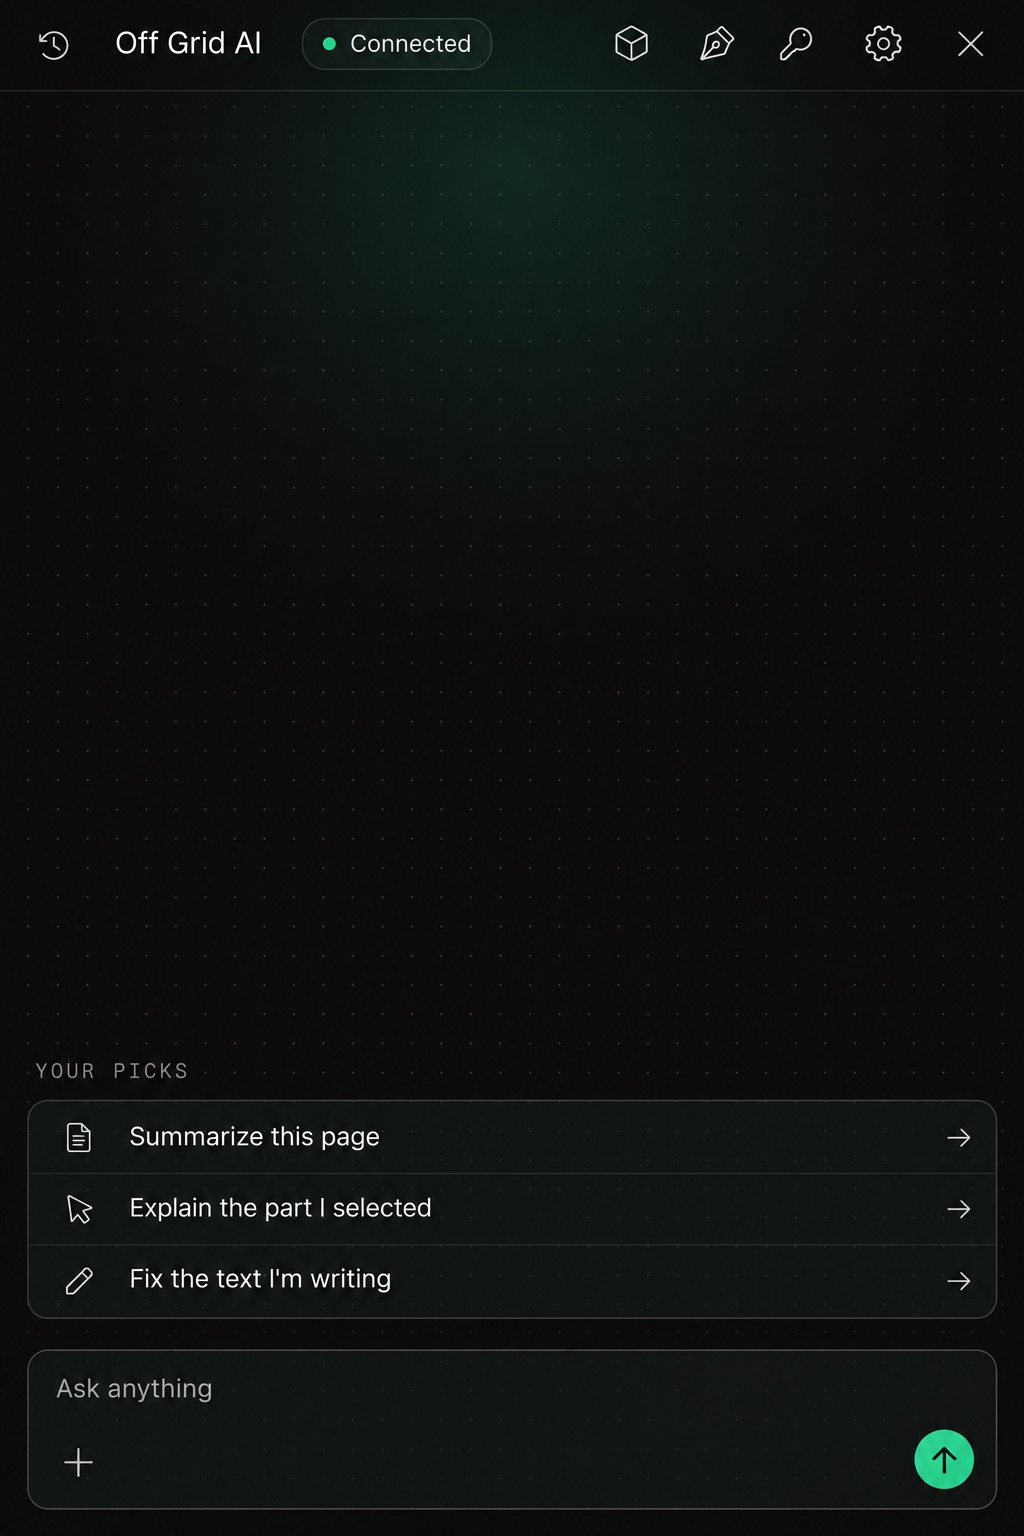 Off Grid AI
Connected
YOUR PICKS
Summarize this page
Explain the part I selected
Fix the text I'm writing
Ask anything